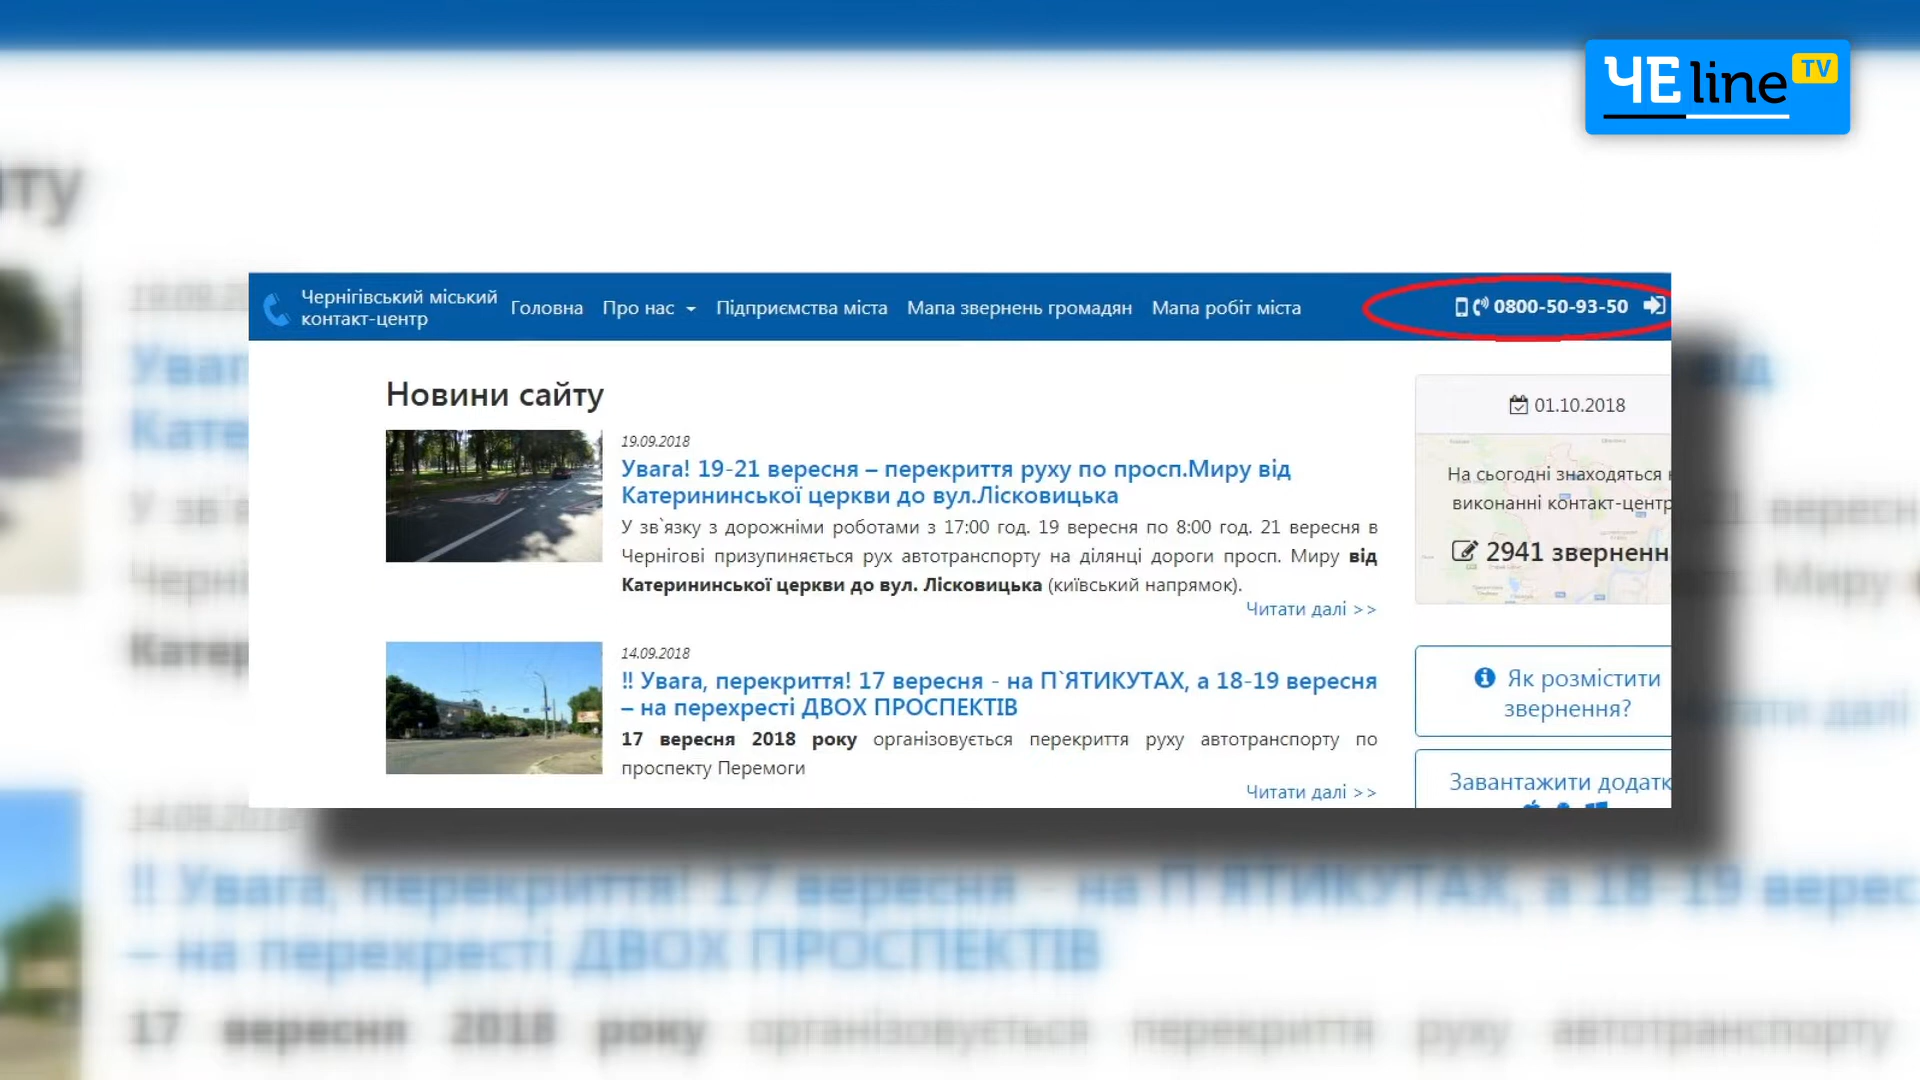 ЧЕ line TV
Чернігівський міський
контакт-центр
Головна Про нас Підприємства міста Мапа звернень громадян Мапа робіт міста
0800-50-93-50
Новини сайту
19.09.2018
Увага! 19-21 вересня – перекриття руху по просп.Миру від
Катерининської церкви до вул.Лісковицька
У зв`язку з дорожніми роботами з 17:00 год. 19 вересня по 8:00 год. 21 вересня в
Чернігові призупиняється рух автотранспорту на ділянці дороги просп. Миру від
Катерининської церкви до вул. Лісковицька (київський напрямок).
Читати далі >>
14.09.2018
!! Увага, перекриття! 17 вересня - на П`ЯТИКУТАХ, а 18-19 вересня
– на перехресті ДВОХ ПРОСПЕКТІВ
17 вересня 2018 року організовується перекриття руху автотранспорту по
проспекту Перемоги
Читати далі >>
01.10.2018
На сьогодні знаходяться
виконанні контакт-центр
2941 зверненн
Як розмістити
звернення?
Завантажити додатк